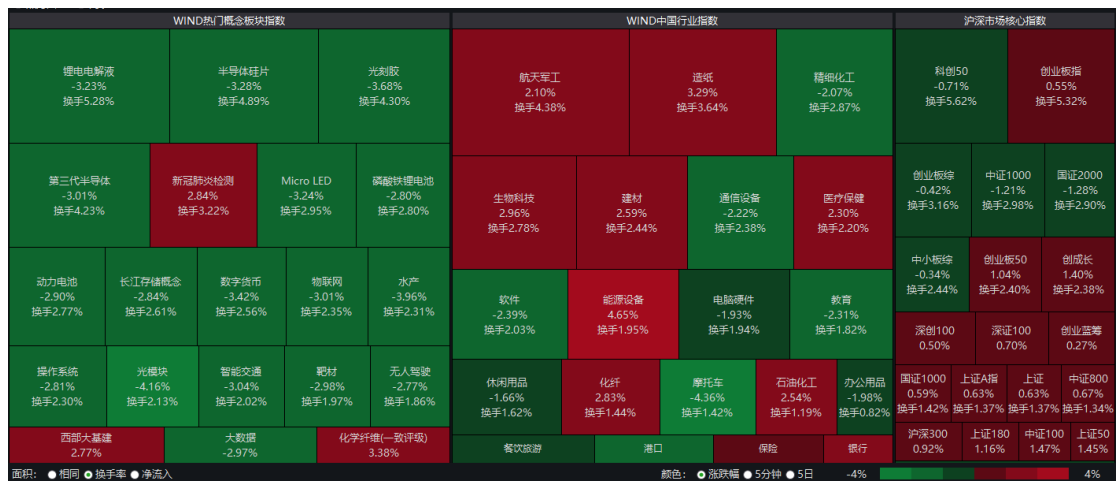 WIND热门概念板块指数
锂电电解液
-3.23%
换手5.28%
半导体硅片
-3.28%
换手4.89%
光刻胶
-3.68%
换手4.30%
第三代半导体
-3.01%
换手4.23%
新冠肺炎检测
2.84%
换手3.22%
Micro LED
-3.24%
换手2.95%
磷酸铁锂电池
-2.80%
换手2.80%
动力电池
-2.90%
换手2.77%
长江存储概念
-2.84%
换手2.61%
数字货币
-3.42%
换手2.56%
物联网
-3.01%
换手2.35%
水产
-3.96%
换手2.31%
操作系统
-2.81%
换手2.30%
光模块
-4.16%
换手2.13%
智能交通
-3.04%
换手2.02%
靶材
-2.98%
换手1.97%
无人驾驶
-2.77%
换手1.86%
西部大基建
2.77%
大数据
-2.97%
化学纤维(一致评级)
3.38%
WIND中国行业指数
航天军工
2.10%
换手4.38%
造纸
3.29%
换手3.64%
精细化工
-2.07%
换手2.87%
生物科技
2.96%
换手2.78%
建材
2.59%
换手2.44%
通信设备
-2.22%
换手2.38%
医疗保健
2.30%
换手2.20%
软件
-2.39%
换手2.03%
能源设备
4.65%
换手1.95%
电脑硬件
-1.93%
换手1.94%
教育
-2.31%
换手1.82%
休闲用品
-1.66%
换手1.62%
化纤
2.83%
换手1.44%
摩托车
-4.36%
换手1.42%
石油化工
2.54%
换手1.19%
办公用品
-1.98%
换手0.82%
餐饮旅游
港口
保险
银行
沪深市场核心指数
科创50
-0.71%
换手5.62%
创业板指
0.55%
换手5.32%
创业板综
-0.42%
换手3.16%
中证1000
-1.21%
换手2.98%
国证2000
-1.28%
换手2.90%
中小板综
-0.34%
换手2.44%
创业板50
1.04%
换手2.40%
创成长
1.40%
换手2.38%
深创100
0.50%
深证100
0.70%
创业蓝筹
0.27%
国证1000
0.59%
换手1.42%
上证A指
0.63%
换手1.37%
上证
0.63%
换手1.37%
中证800
0.67%
换手1.34%
沪深300
0.92%
上证180
1.16%
中证100
1.47%
上证50
1.45%
面积： 相同 换手率 净流入
颜色： 涨跌幅 5分钟 5日 -4% 4%